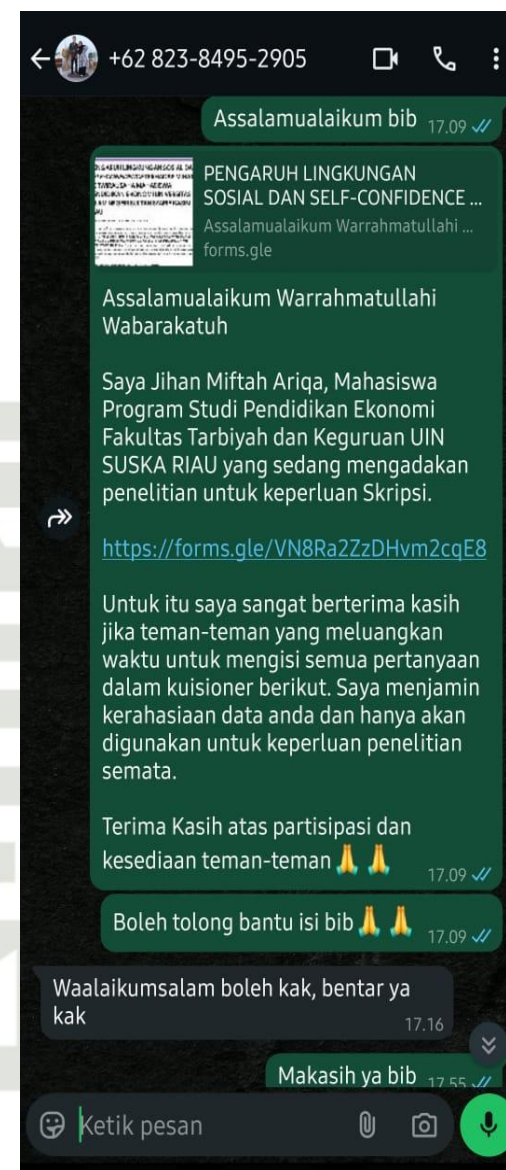 +62 823-8495-2905
Assalamualaikum bib 17.09
PENGARUH LINGKUNGAN
SOSIAL DAN SELF-CONFIDENCE ...
Assalamualaikum Warrahmatullahi ...
forms.gle
Assalamualaikum Warrahmatullahi
Wabarakatuh
Saya Jihan Miftah Ariqa, Mahasiswa
Program Studi Pendidikan Ekonomi
Fakultas Tarbiyah dan Keguruan UIN
SUSKA RIAU yang sedang mengadakan
penelitian untuk keperluan Skripsi.
https://forms.gle/VN8Ra2ZzDHvm2cqE8
Untuk itu saya sangat berterima kasih
jika teman-teman yang meluangkan
waktu untuk mengisi semua pertanyaan
dalam kuisioner berikut. Saya menjamin
kerahasiaan data anda dan hanya akan
digunakan untuk keperluan penelitian
semata.
Terima Kasih atas partisipasi dan
kesediaan teman-teman 🙏 🙏
17.09
Boleh tolong bantu isi bib 🙏 🙏 17.09
Waalaikumsalam boleh kak, bentar ya
kak 17.16
Makasih ya bib 17.55
Ketik pesan